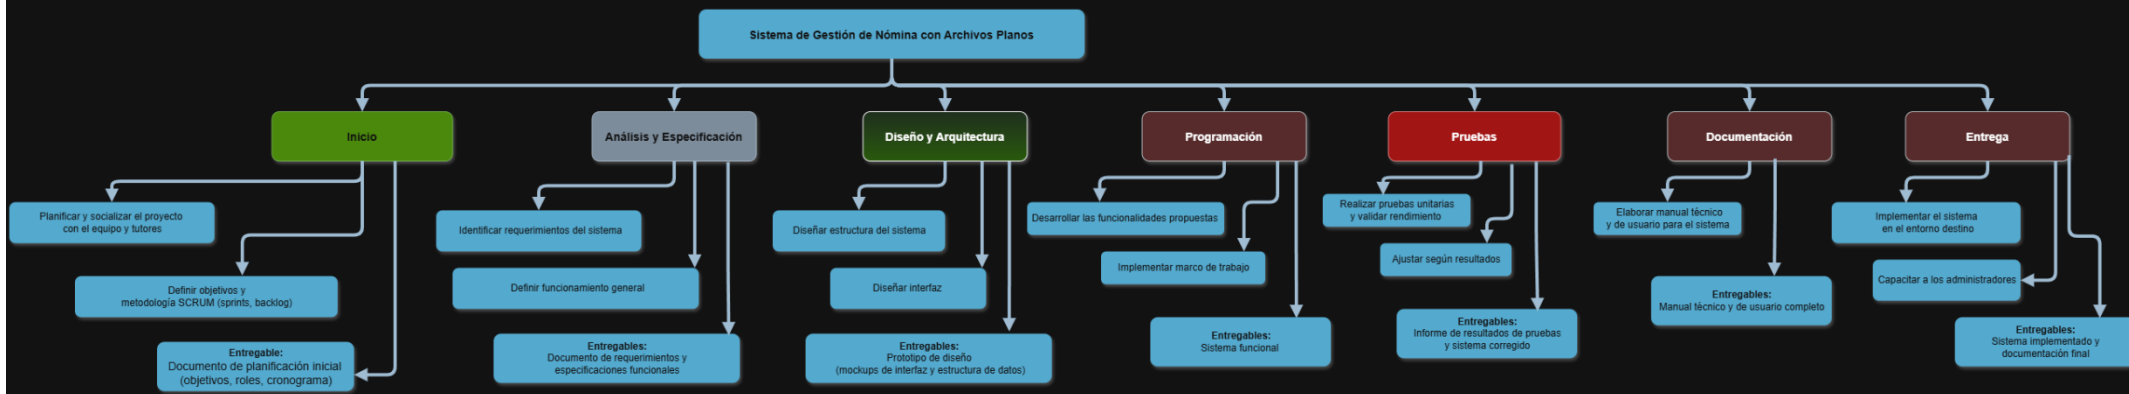 Sistema de Gestión de Nómina con Archivos Planos
Inicio
Análisis y Especificación
Diseño y Arquitectura
Programación
Pruebas
Documentación
Entrega
Planificar y socializar el proyecto
con el equipo y tutores
Definir objetivos y
metodología SCRUM (sprints, backlog)
Entregable:
Documento de planificación inicial
(objetivos, roles, cronograma)
Identificar requerimientos del sistema
Definir funcionamiento general
Entregables:
Documento de requerimientos y
especificaciones funcionales
Diseñar estructura del sistema
Diseñar interfaz
Entregables:
Prototipo de diseño
(mockups de interfaz y estructura de datos)
Desarrollar las funcionalidades propuestas
Implementar marco de trabajo
Entregables:
Sistema funcional
Realizar pruebas unitarias
y validar rendimiento
Ajustar según resultados
Entregables:
Informe de resultados de pruebas
y sistema corregido
Elaborar manual técnico
y de usuario para el sistema
Entregables:
Manual técnico y de usuario completo
Implementar el sistema
en el entorno destino
Capacitar a los administradores
Entregables:
Sistema implementado y
documentación final